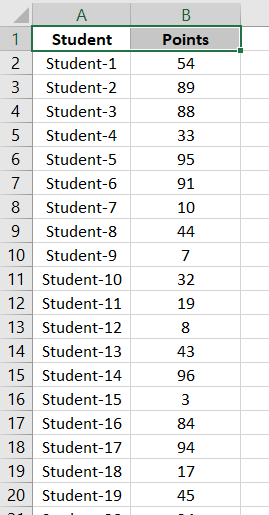 A B
1 Student Points
2 Student-1 54
3 Student-2 89
4 Student-3 88
5 Student-4 33
6 Student-5 95
7 Student-6 91
8 Student-7 10
9 Student-8 44
10 Student-9 7
11 Student-10 32
12 Student-11 19
13 Student-12 8
14 Student-13 43
15 Student-14 96
16 Student-15 3
17 Student-16 84
18 Student-17 94
19 Student-18 17
20 Student-19 45